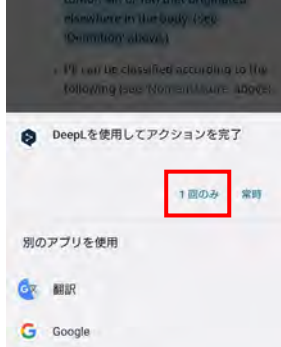 elsewhere in the body (see
'Definition' above).
• PE can be classified according to the
following (see 'Nomenclature' above).
DeepLを使用してアクションを完了
1回のみ 常時
別のアプリを使用
翻訳
Google